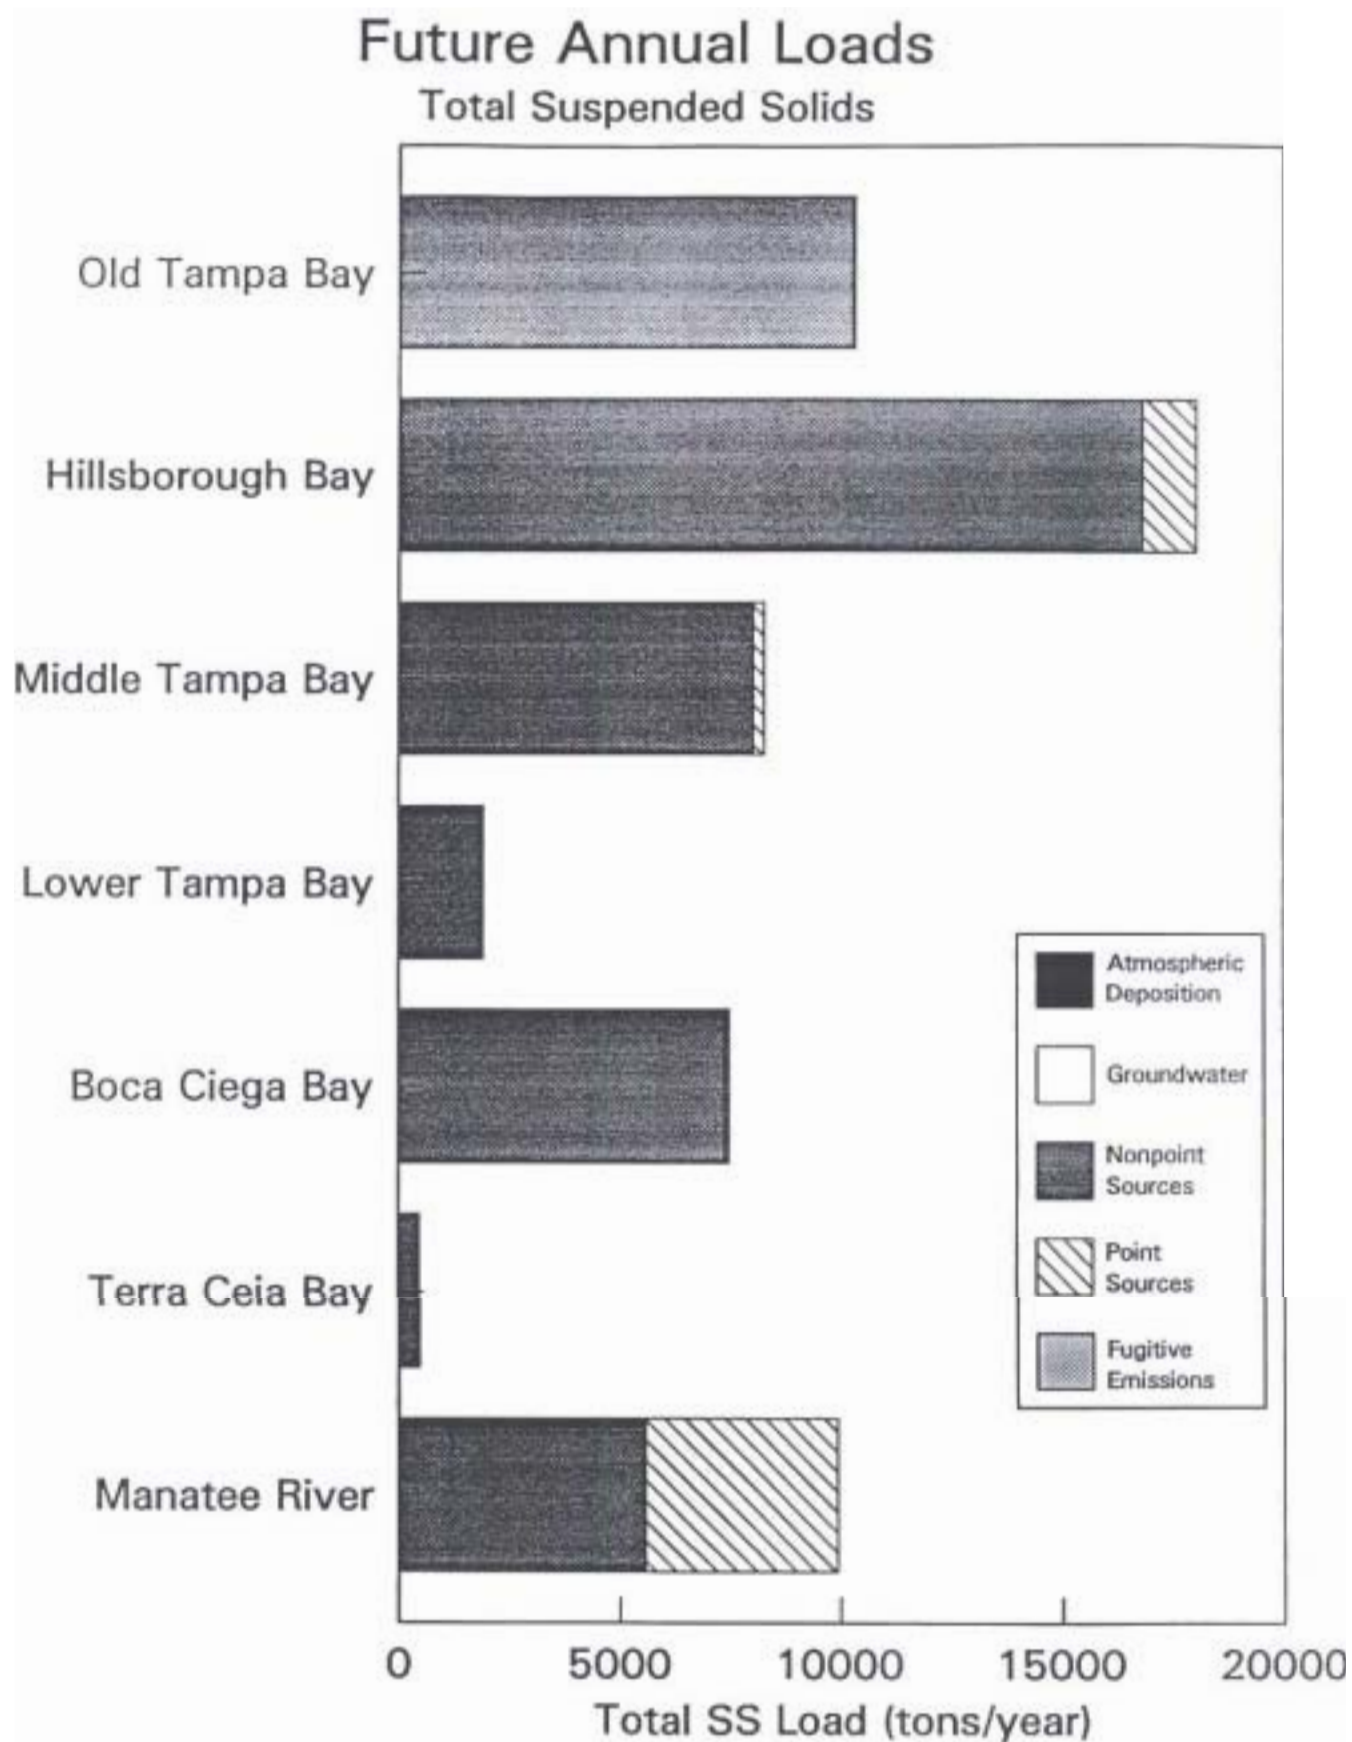 Future Annual Loads
Total Suspended Solids
Old Tampa Bay
Hillsborough Bay
Middle Tampa Bay
Lower Tampa Bay
Boca Ciega Bay
Terra Ceia Bay
Manatee River
Atmospheric
Deposition
Groundwater
Nonpoint
Sources
Point
Sources
Fugitive
Emissions
0 5000 10000 15000 20000
Total SS Load (tons/year)